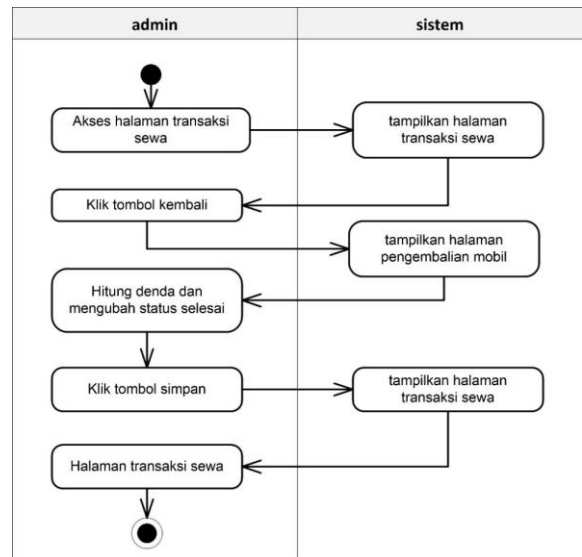 admin
sistem
Akses halaman transaksi
sewa
tampilkan halaman
transaksi sewa
Klik tombol kembali
tampilkan halaman
pengembalian mobil
Hitung denda dan
mengubah status selesai
Klik tombol simpan
tampilkan halaman
transaksi sewa
Halaman transaksi sewa